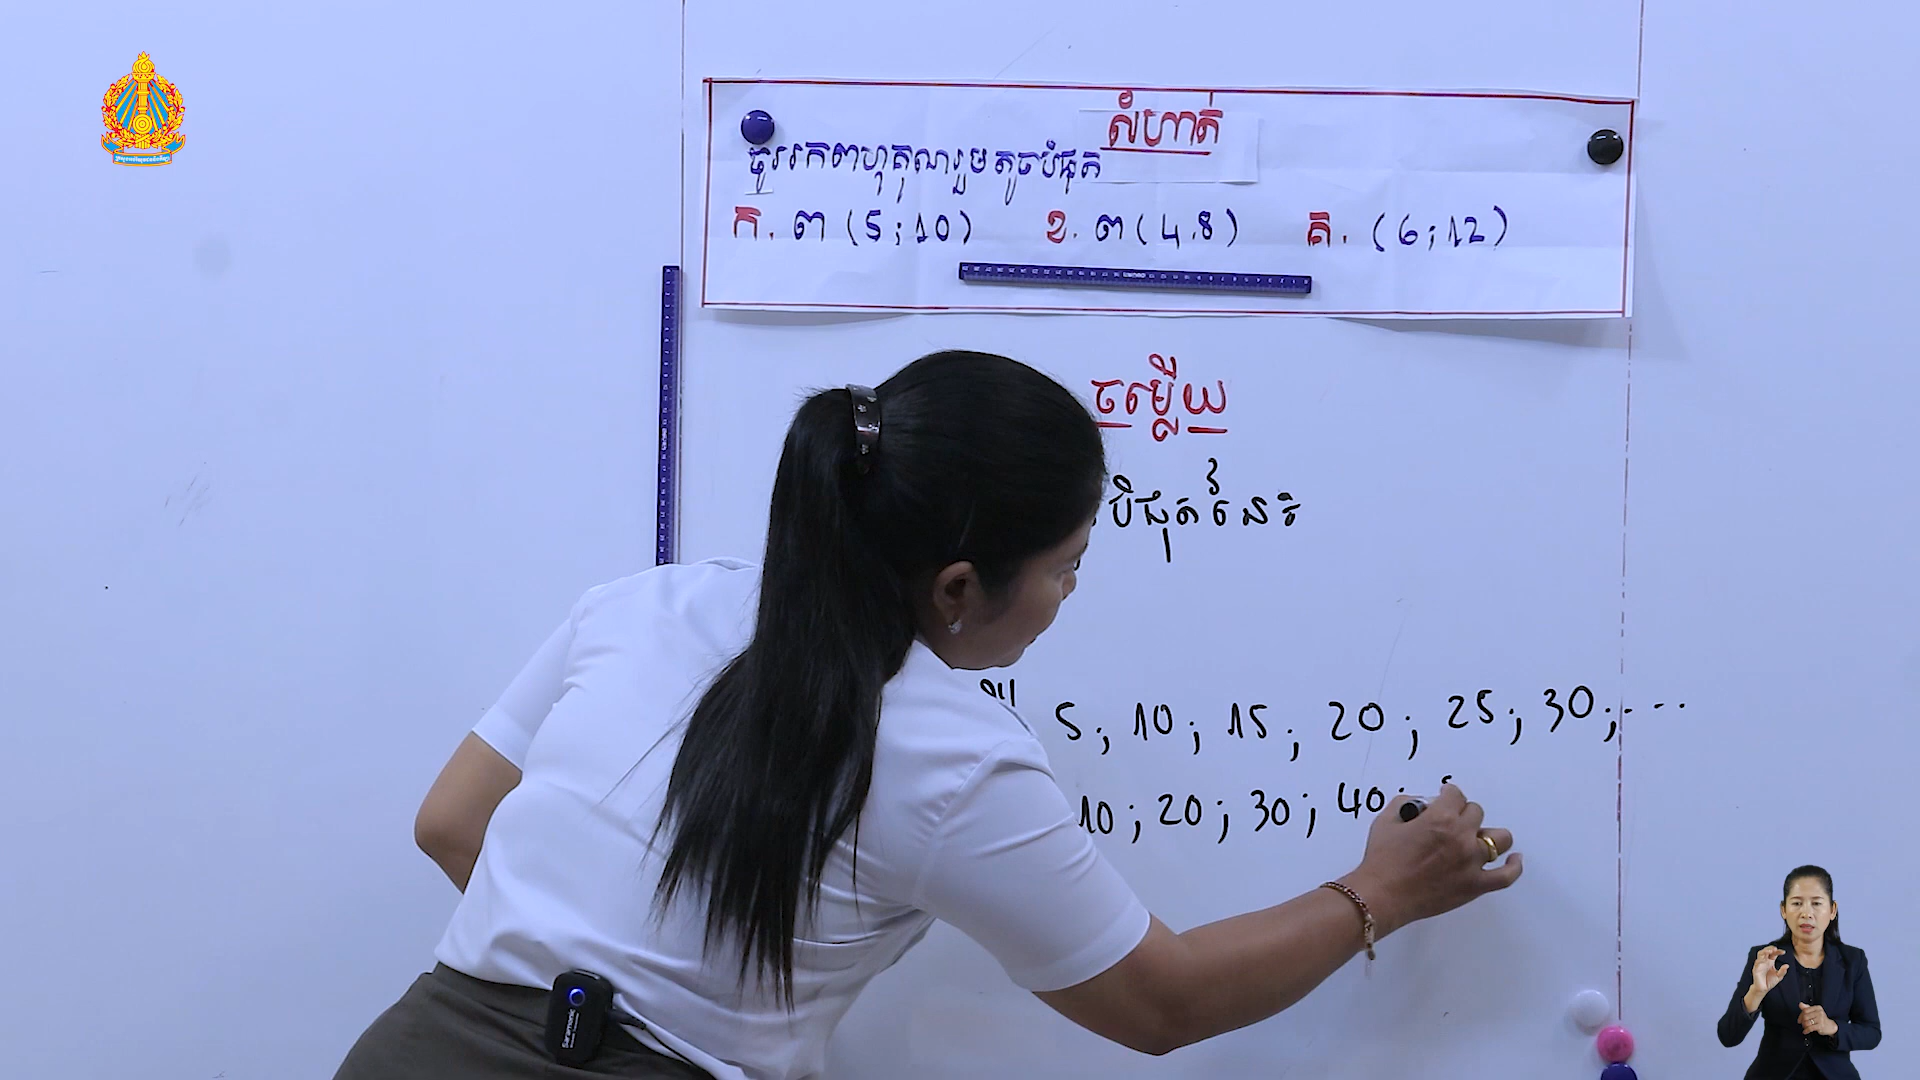 លំហាត់
ចូររកពហុគុណរួមតូចបំផុត
ក. ព (5;10) ខ. ព (4.8) គ. (6;12)
ចម្លើយ
បំផុតនៃ
5; 10; 15; 20; 25; 30; ...
10; 20; 30; 40;
Saramonic